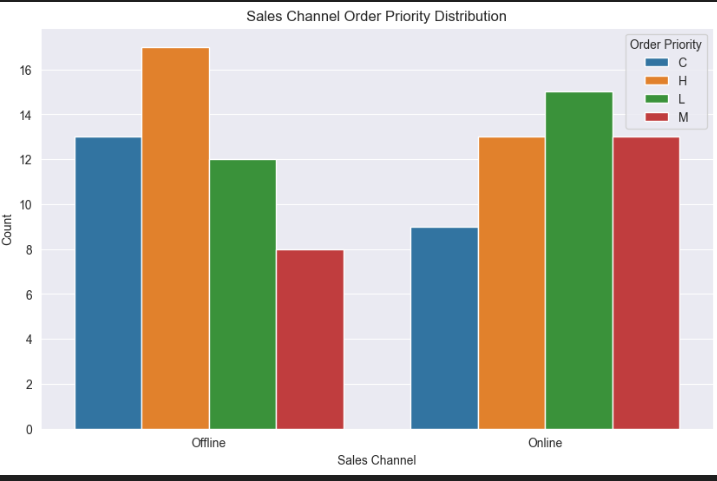 Sales Channel Order Priority Distribution
Order Priority
C
H
L
M
16
14
12
10
8
6
4
2
0
Count
Offline Online
Sales Channel